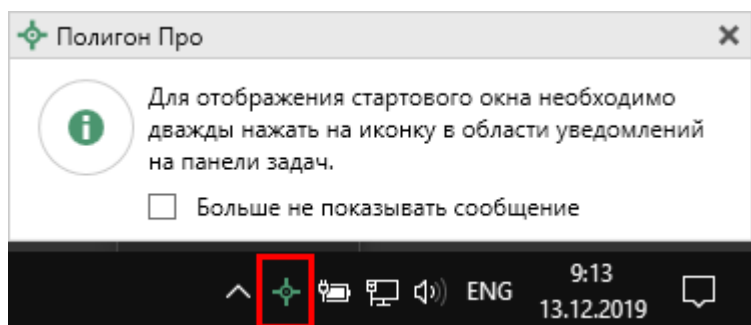 Полигон Про
Для отображения стартового окна необходимо
дважды нажать на иконку в области уведомлений
на панели задач.
Больше не показывать сообщение
ENG
9:13
13.12.2019